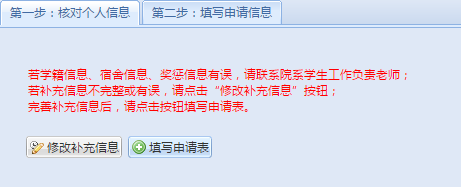 第一步：核对个人信息 第二步：填写申请信息
若学籍信息、宿舍信息、奖惩信息有误，请联系院系学生工作负责老师；
若补充信息不完整或有误，请点击“修改补充信息”按钮；
完善补充信息后，请点击按钮填写申请表。
修改补充信息 填写申请表